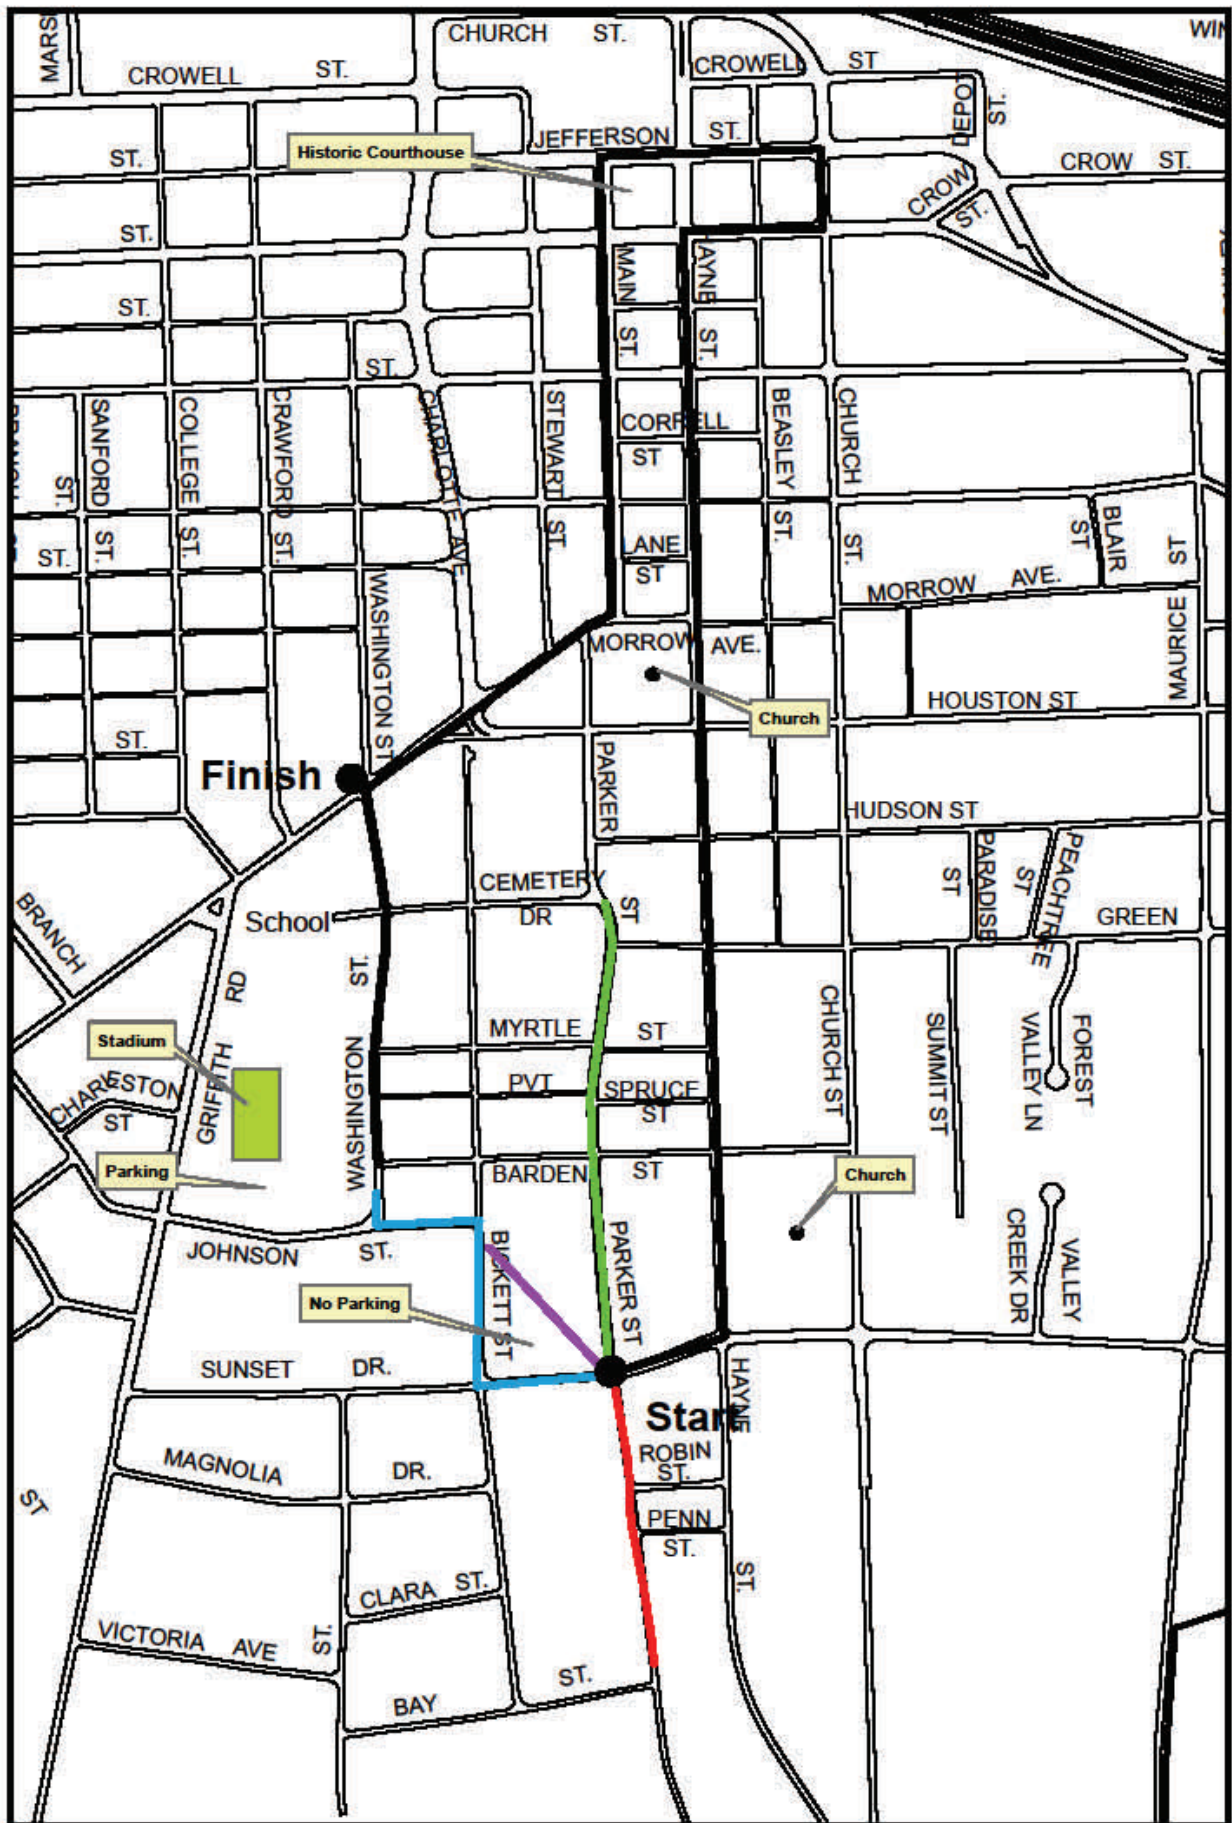 MARS
CHURCH ST.
WIN
CROWELL ST.
CROWELL ST
DEPOT ST.
JEFFERSON ST.
Historic Courthouse
ST.
CROW ST.
CROW ST.
ST.
MAIN ST.
HAYNE ST.
ST.
ST.
SANFORD ST.
COLLEGE ST.
CRAWFORD ST.
CHARLOTTE AVE
STEWART ST.
CORRELL ST
BEASLEY ST.
CHURCH ST.
ST.
ST.
LANE ST
BLAIR ST
MORROW AVE.
MAURICE ST
WASHINGTON ST
MORROW AVE.
HOUSTON ST
Church
ST.
Finish
PARKER ST
HUDSON ST
PARADISE ST
PEACHTREE ST
CEMETERY DR
School
GREEN
BRANCH
GRIFFITH RD
WASHINGTON ST.
MYRTLE ST
CHURCH ST
SUMMIT ST
FOREST VALLEY LN
Stadium
PVT
SPRUCE ST
CHARLESTON ST
Parking
BARDEN ST
Church
JOHNSON ST.
BICKETT ST
PARKER ST
VALLEY CREEK DR
No Parking
SUNSET DR.
Start
HAYNE ST.
ROBIN ST.
MAGNOLIA DR.
ST
PENN ST.
CLARA ST.
VICTORIA AVE
ST.
BAY ST.